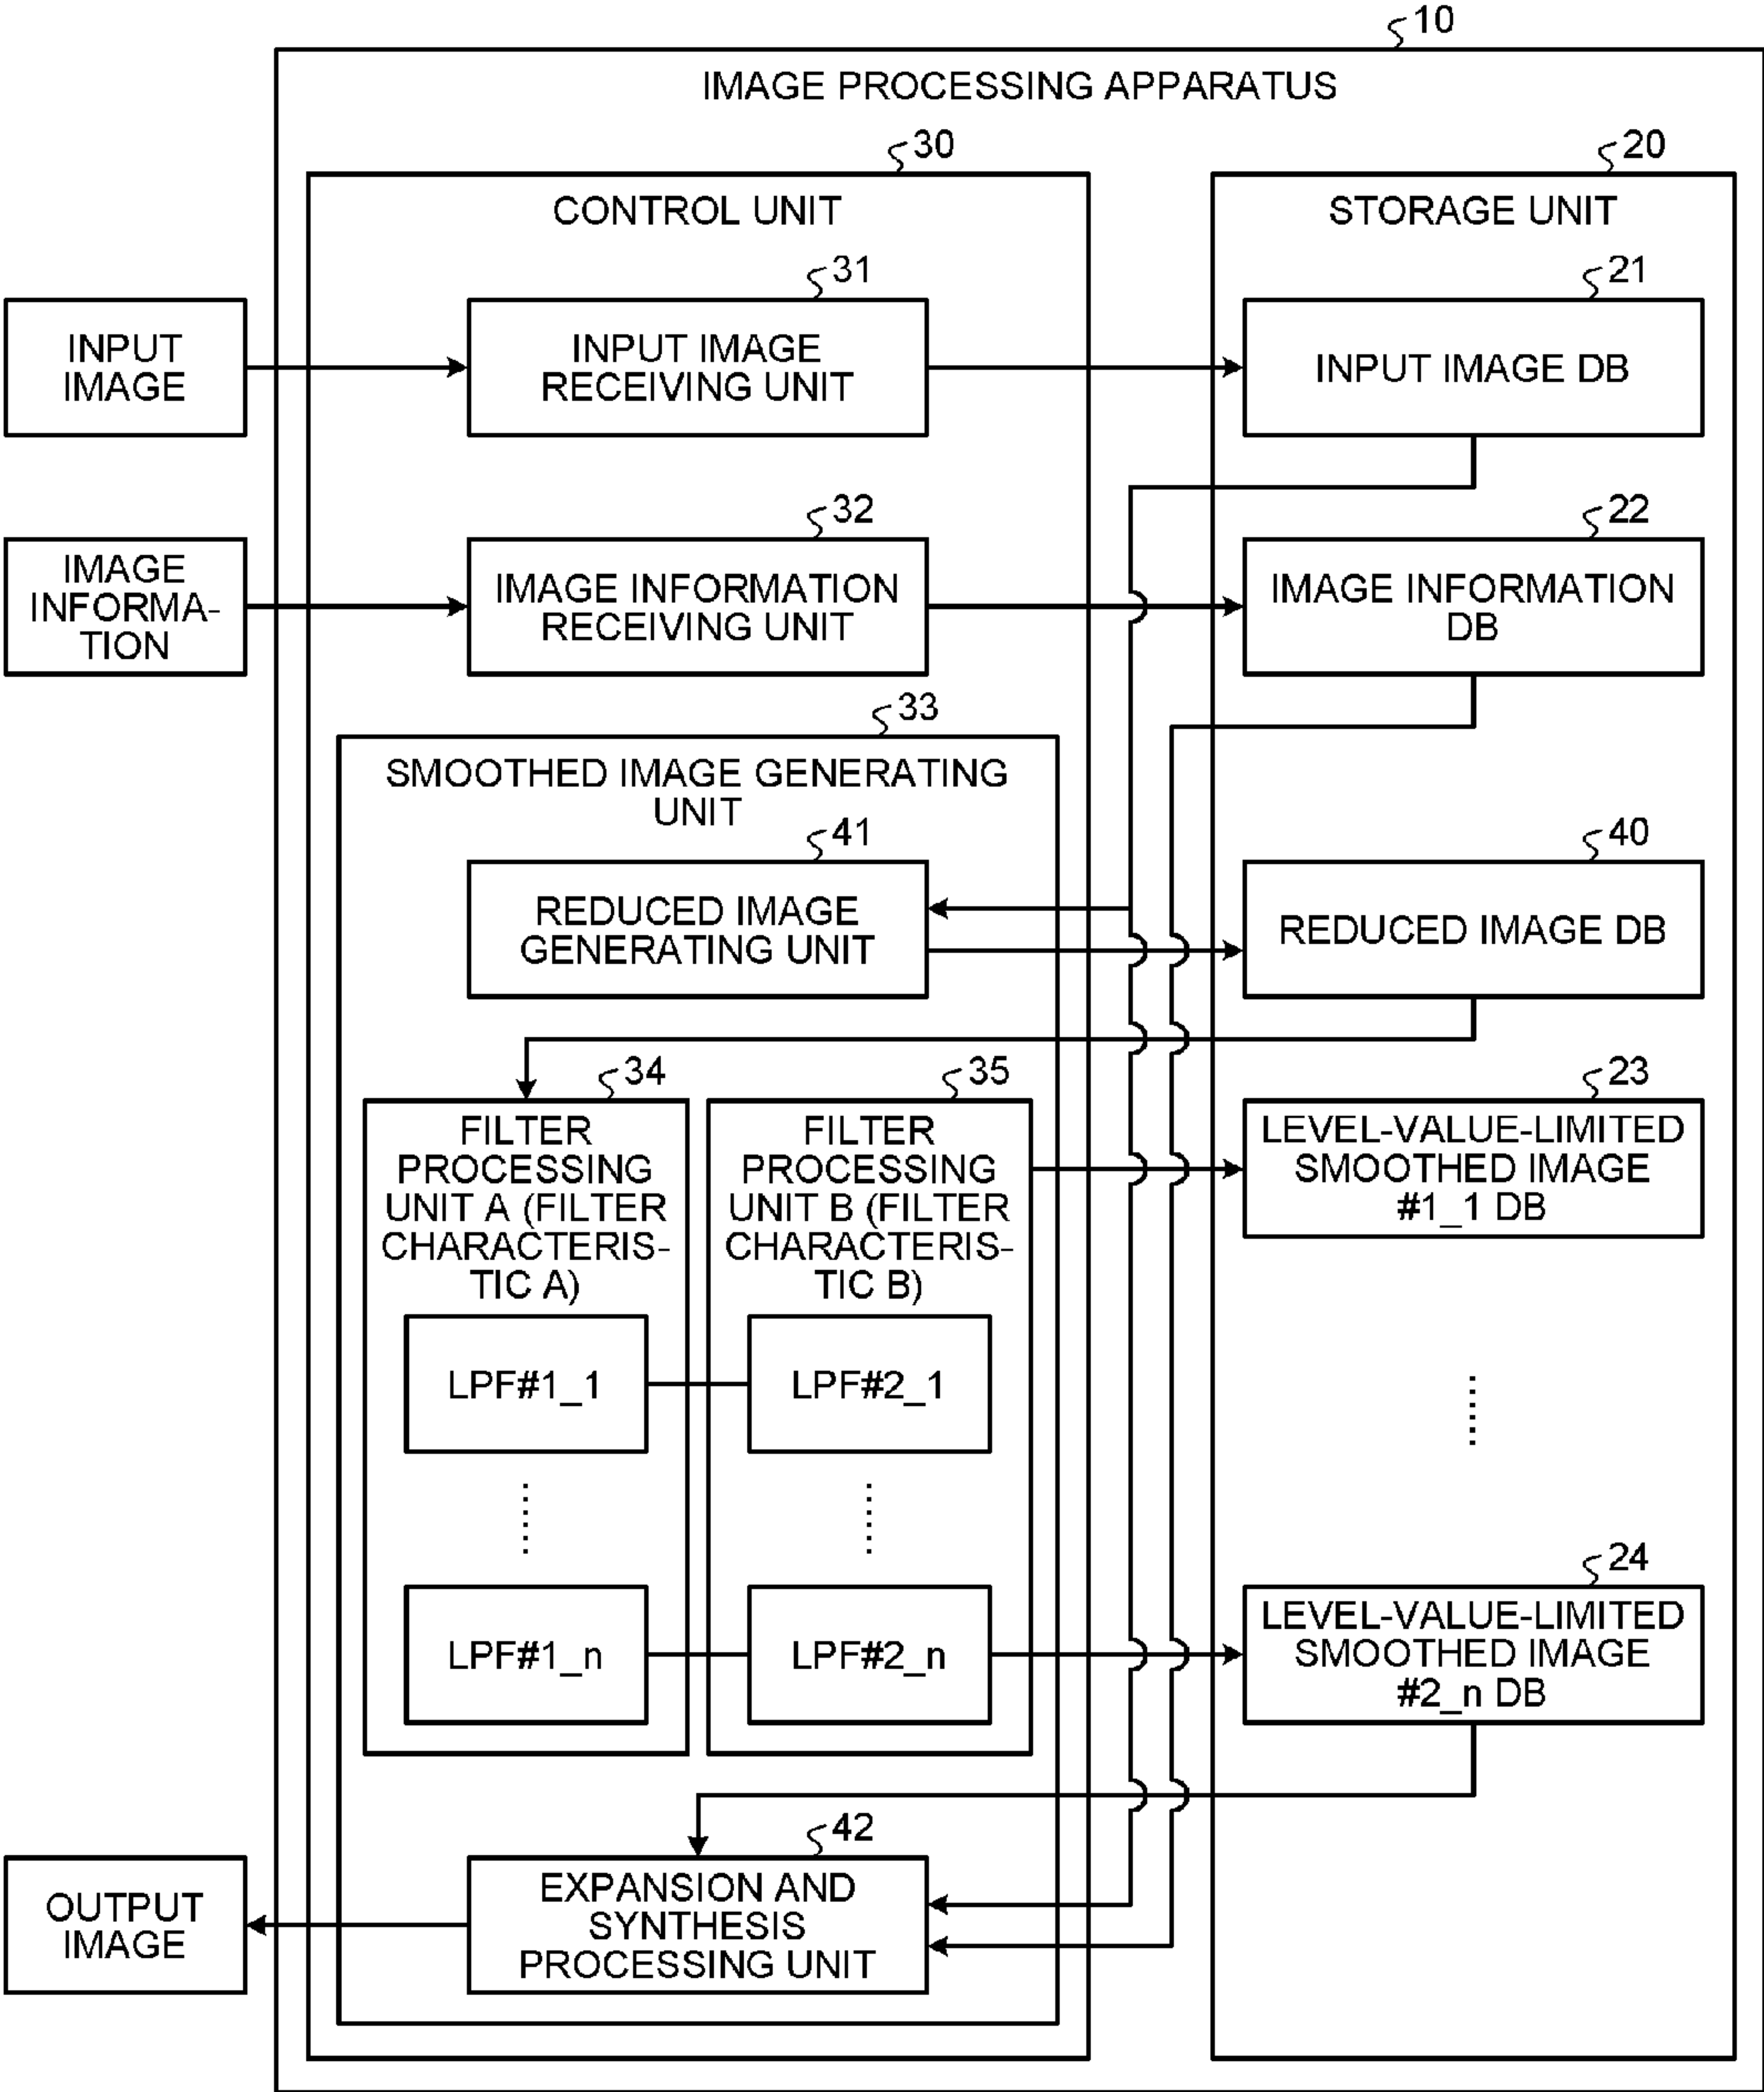 10
IMAGE PROCESSING APPARATUS
30
20
CONTROL UNIT
STORAGE UNIT
31
21
INPUT
IMAGE
INPUT IMAGE
RECEIVING UNIT
INPUT IMAGE DB
32
22
IMAGE
INFORMA-
TION
IMAGE INFORMATION
RECEIVING UNIT
IMAGE INFORMATION
DB
33
SMOOTHED IMAGE GENERATING
UNIT
41
40
REDUCED IMAGE
GENERATING UNIT
REDUCED IMAGE DB
34
35
23
FILTER
PROCESSING
UNIT A (FILTER
CHARACTERIS-
TIC A)
FILTER
PROCESSING
UNIT B (FILTER
CHARACTERIS-
TIC B)
LEVEL-VALUE-LIMITED
SMOOTHED IMAGE
#1_1 DB
LPF#1_1
LPF#2_1
24
LPF#1_n
LPF#2_n
LEVEL-VALUE-LIMITED
SMOOTHED IMAGE
#2_n DB
42
OUTPUT
IMAGE
EXPANSION AND
SYNTHESIS
PROCESSING UNIT